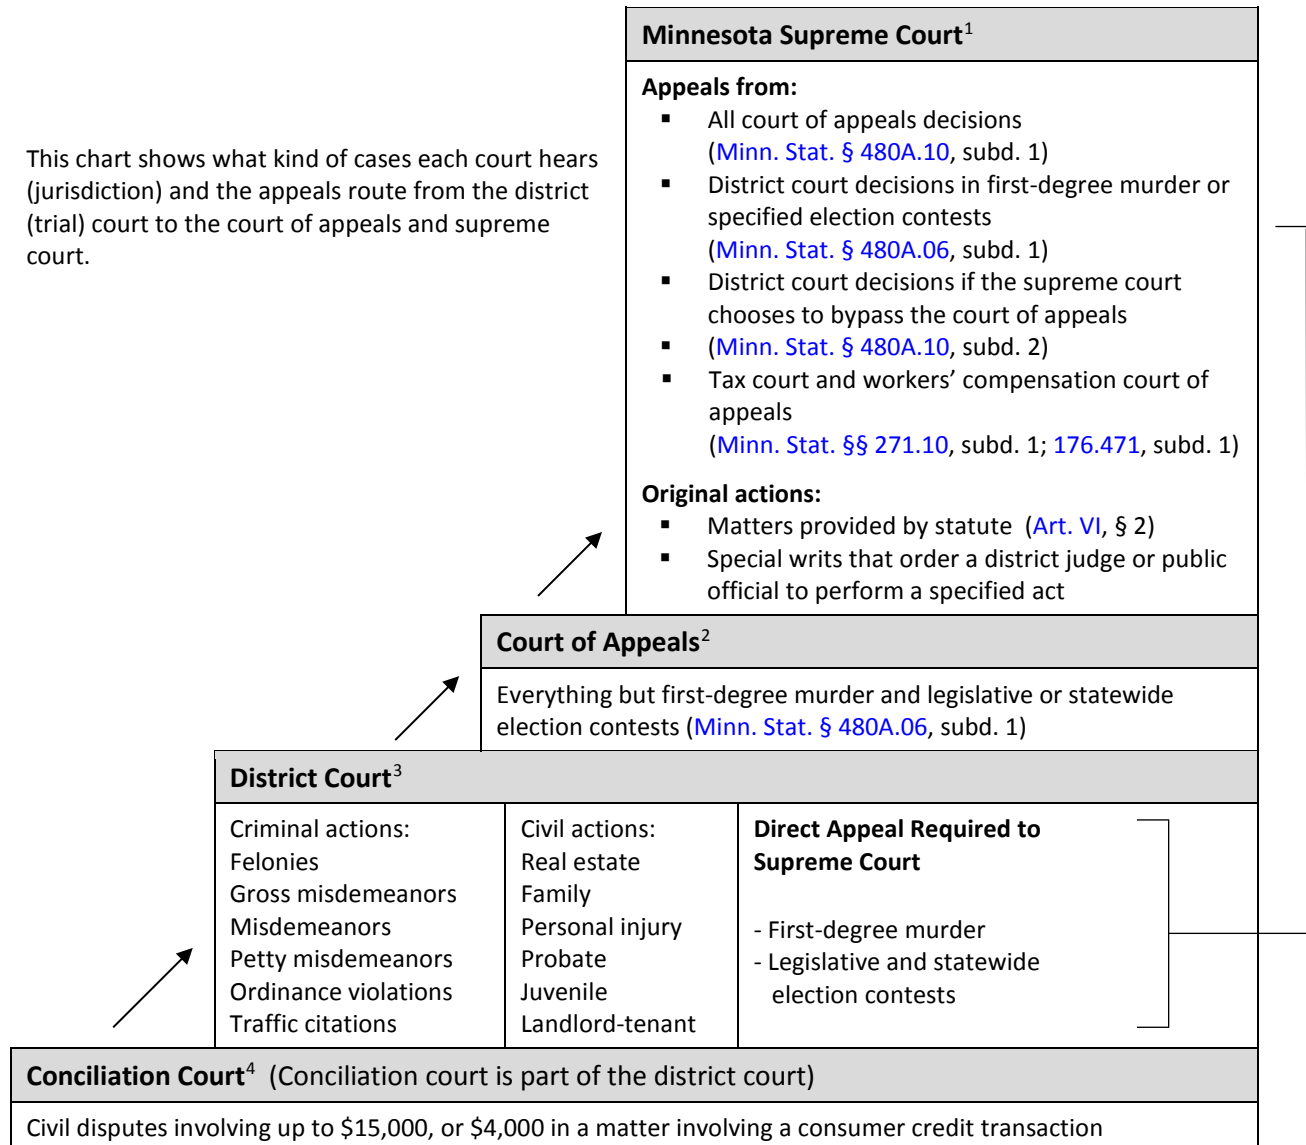 Minnesota Supreme Court1
This chart shows what kind of cases each court hears
(jurisdiction) and the appeals route from the district
(trial) court to the court of appeals and supreme
court.
Appeals from:
▪ All court of appeals decisions
(Minn. Stat. § 480A.10, subd. 1)
▪ District court decisions in first-degree murder or
specified election contests
(Minn. Stat. § 480A.06, subd. 1)
▪ District court decisions if the supreme court
chooses to bypass the court of appeals
▪ (Minn. Stat. § 480A.10, subd. 2)
▪ Tax court and workers’ compensation court of
appeals
(Minn. Stat. §§ 271.10, subd. 1; 176.471, subd. 1)
Original actions:
▪ Matters provided by statute (Art. VI, § 2)
▪ Special writs that order a district judge or public
official to perform a specified act
Court of Appeals2
Everything but first-degree murder and legislative or statewide
election contests (Minn. Stat. § 480A.06, subd. 1)
District Court3
Criminal actions:
Felonies
Gross misdemeanors
Misdemeanors
Petty misdemeanors
Ordinance violations
Traffic citations
Civil actions:
Real estate
Family
Personal injury
Probate
Juvenile
Landlord-tenant
Direct Appeal Required to
Supreme Court
- First-degree murder
- Legislative and statewide
election contests
Conciliation Court4 (Conciliation court is part of the district court)
Civil disputes involving up to $15,000, or $4,000 in a matter involving a consumer credit transaction